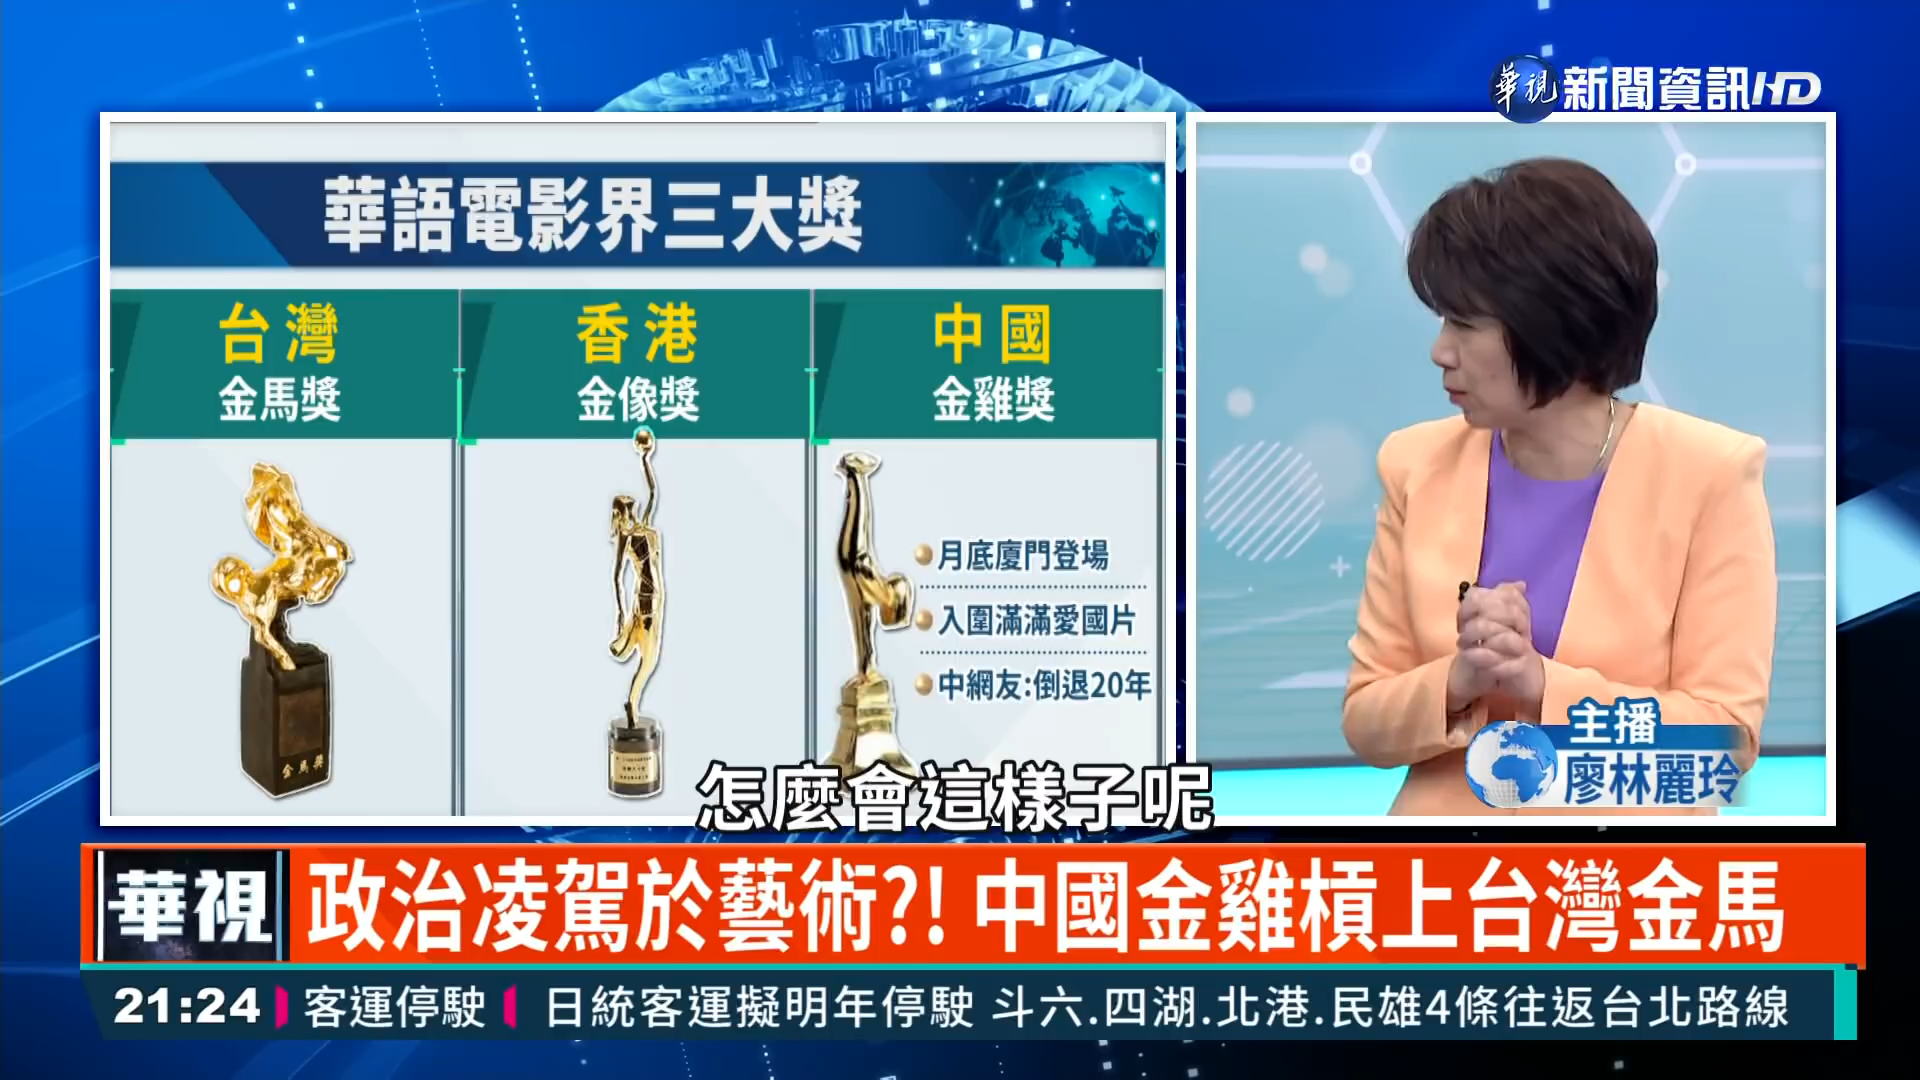 華視 新聞資訊HD
華語電影界三大獎
台灣
金馬獎
香港
金像獎
中國
金雞獎
月底廈門登場
入圍滿滿愛國片
中網友:倒退20年
金馬獎
主播
廖林麗玲
怎麼會這樣子呢
華視
政治凌駕於藝術?! 中國金雞槓上台灣金馬
21:24 客運停駛 日統客運擬明年停駛 斗六.四湖.北港.民雄4條往返台北路線